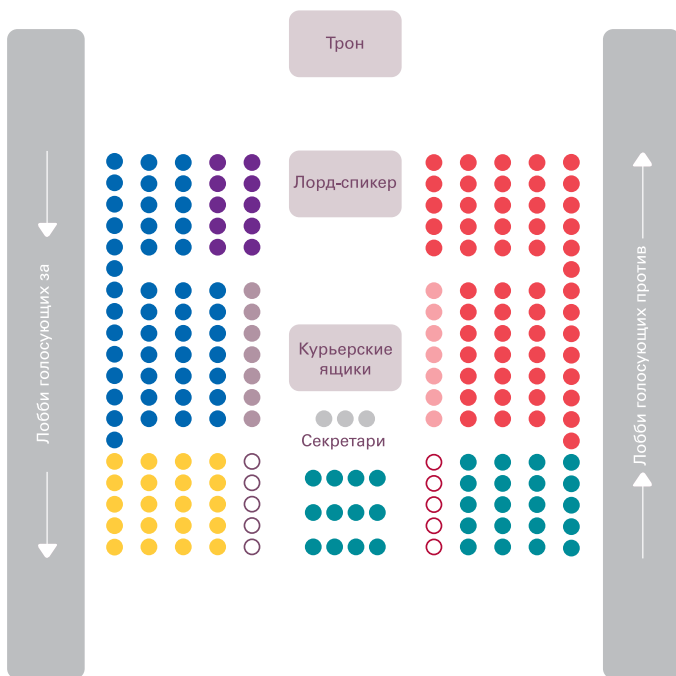 Трон
Лорд-спикер
Лобби голосующих за
Лобби голосующих против
Курьерские
ящики
Секретари